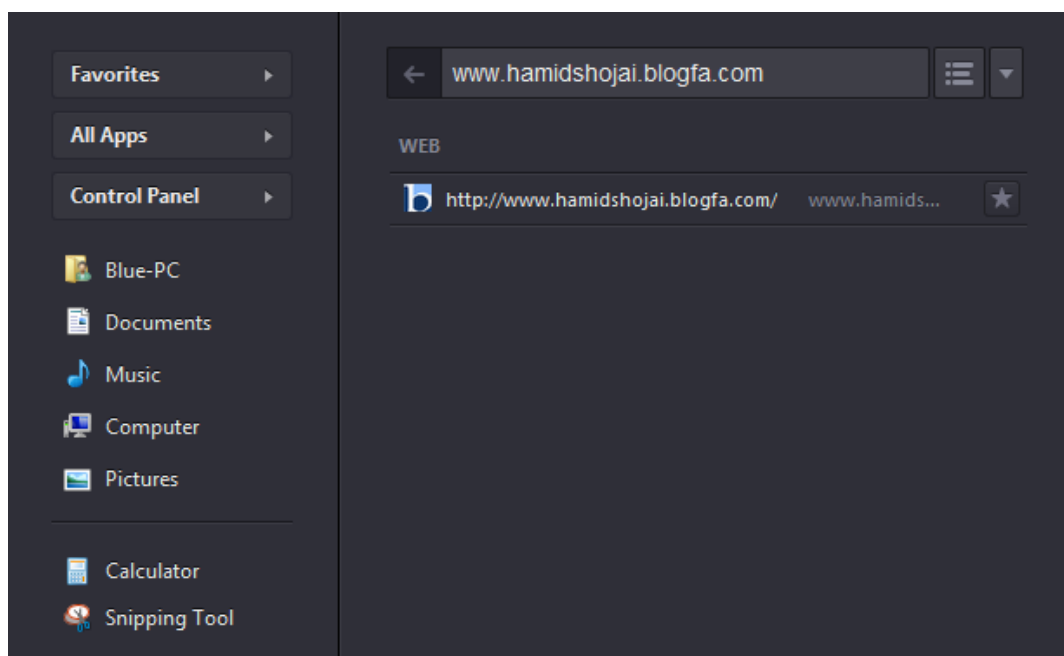 Favorites
All Apps
Control Panel
Blue-PC
Documents
Music
Computer
Pictures
Calculator
Snipping Tool
www.hamidshojai.blogfa.com
WEB
http://www.hamidshojai.blogfa.com/ www.hamids...